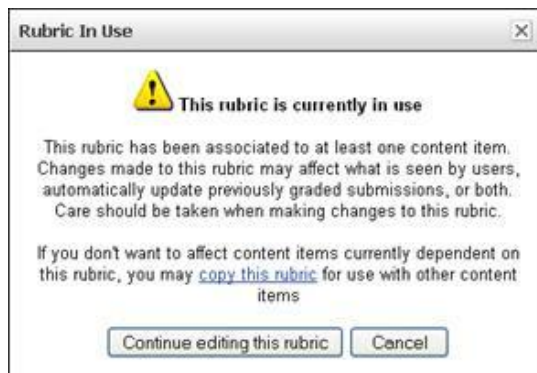 Rubric In Use
This rubric is currently in use
This rubric has been associated to at least one content item.
Changes made to this rubric may affect what is seen by users,
automatically update previously graded submissions, or both.
Care should be taken when making changes to this rubric.
If you don't want to affect content items currently dependent on
this rubric, you may copy this rubric for use with other content
items
Continue editing this rubric Cancel